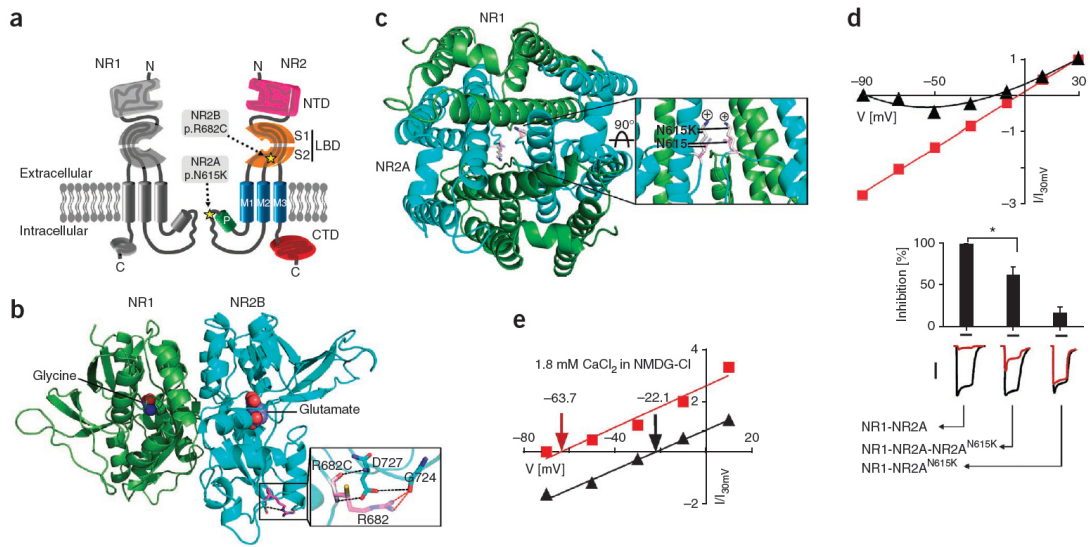 a
NR1
N
N
NR2
NTD
NR2B
p.R682C
S1
S2
LBD
NR2A
p.N615K
Extracellular
Intracellular
P
M1
M2
M3
CTD
C
C
b
NR1
NR2B
Glycine
Glutamate
R682C
D727
G724
R682
c
NR1
NR2A
90°
N615K
N615
d
1
−90
−50
30
V [mV]
−1
−3
I/I30mV
100
50
0
Inhibition [%]
*
NR1-NR2A
NR1-NR2A-NR2AN615K
NR1-NR2AN615K
e
1.8 mM CaCl2 in NMDG-Cl
4
−63.7
−22.1
2
−80
−40
20
V [mV]
−2
I/I30mV